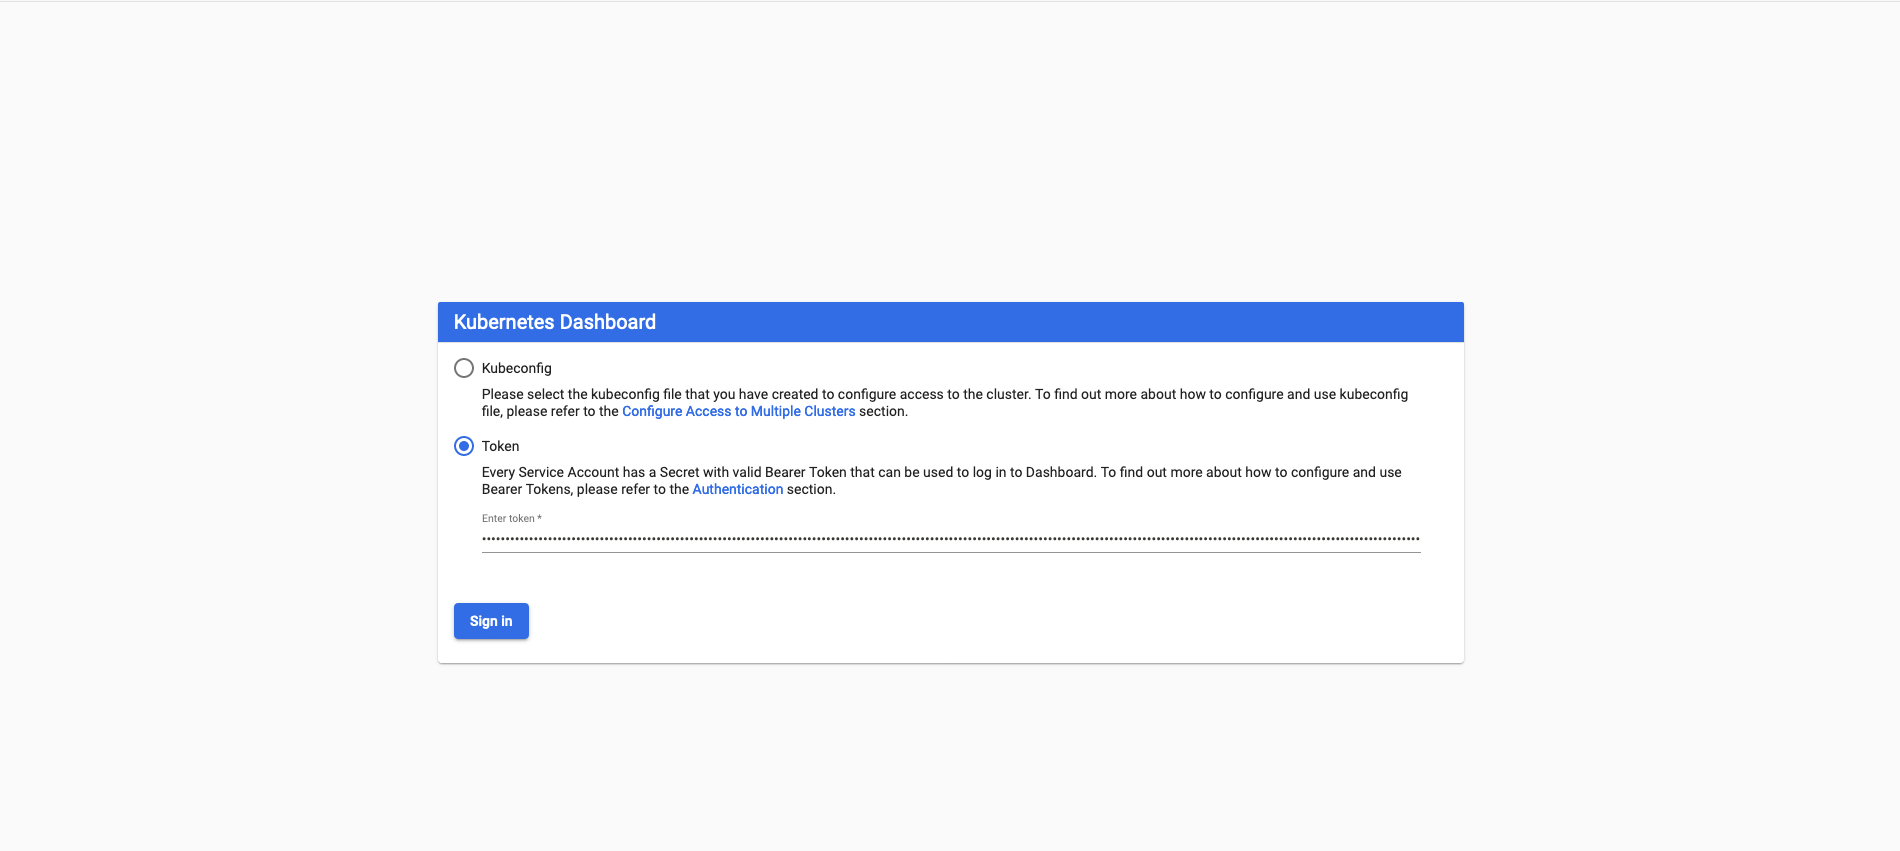 Kubernetes Dashboard
Kubeconfig
Please select the kubeconfig file that you have created to configure access to the cluster. To find out more about how to configure and use kubeconfig
file, please refer to the Configure Access to Multiple Clusters section.
Token
Every Service Account has a Secret with valid Bearer Token that can be used to log in to Dashboard. To find out more about how to configure and use
Bearer Tokens, please refer to the Authentication section.
Enter token *
Sign in